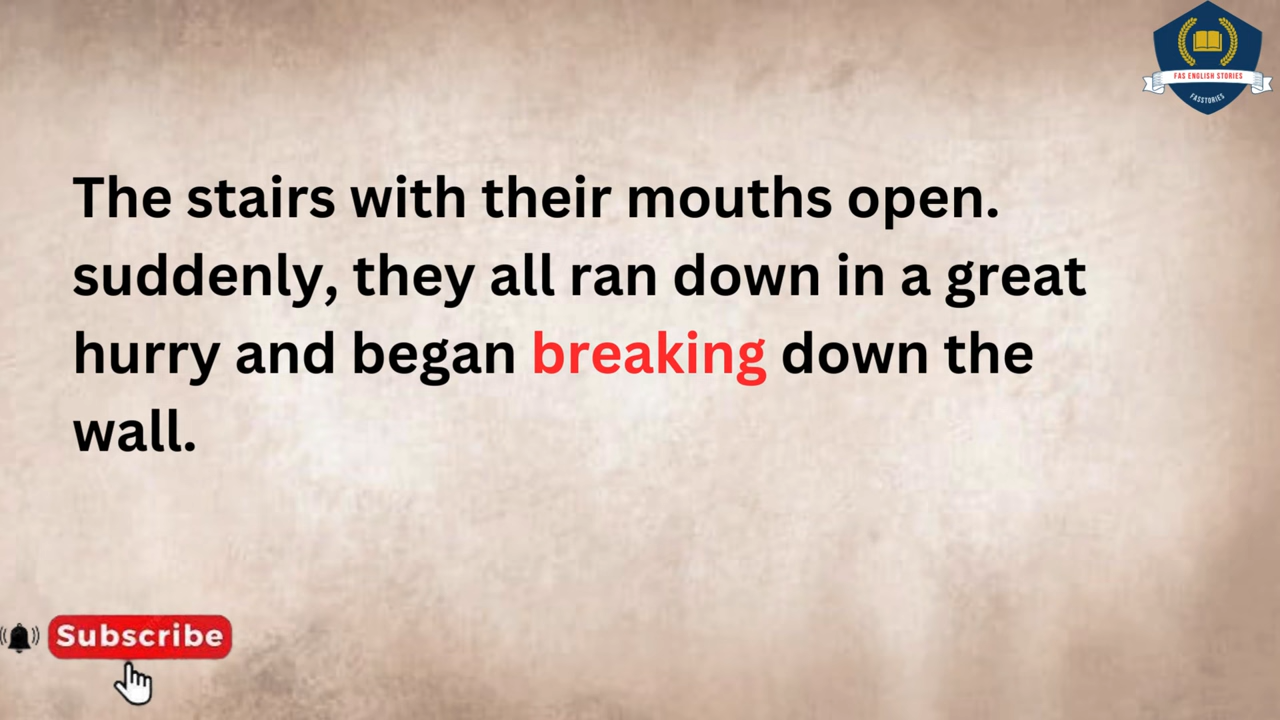 FAS ENGLISH STORIES
FASSTORIES
The stairs with their mouths open.
suddenly, they all ran down in a great
hurry and began breaking down the
wall.
Subscribe